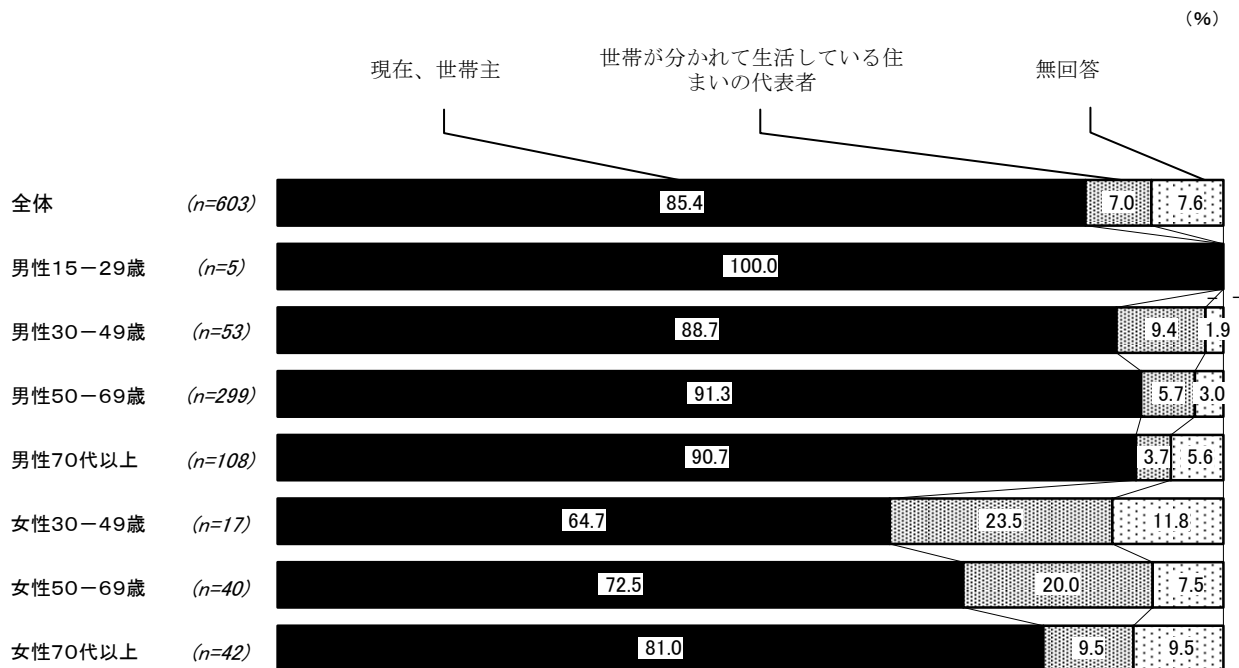 (%)
現在、世帯主
世帯が分かれて生活している住
まいの代表者
無回答
全体 (n=603) 85.4 7.0 7.6
男性15－29歳 (n=5) 100.0
男性30－49歳 (n=53) 88.7 9.4 1.9
男性50－69歳 (n=299) 91.3 5.7 3.0
男性70代以上 (n=108) 90.7 3.7 5.6
女性30－49歳 (n=17) 64.7 23.5 11.8
女性50－69歳 (n=40) 72.5 20.0 7.5
女性70代以上 (n=42) 81.0 9.5 9.5